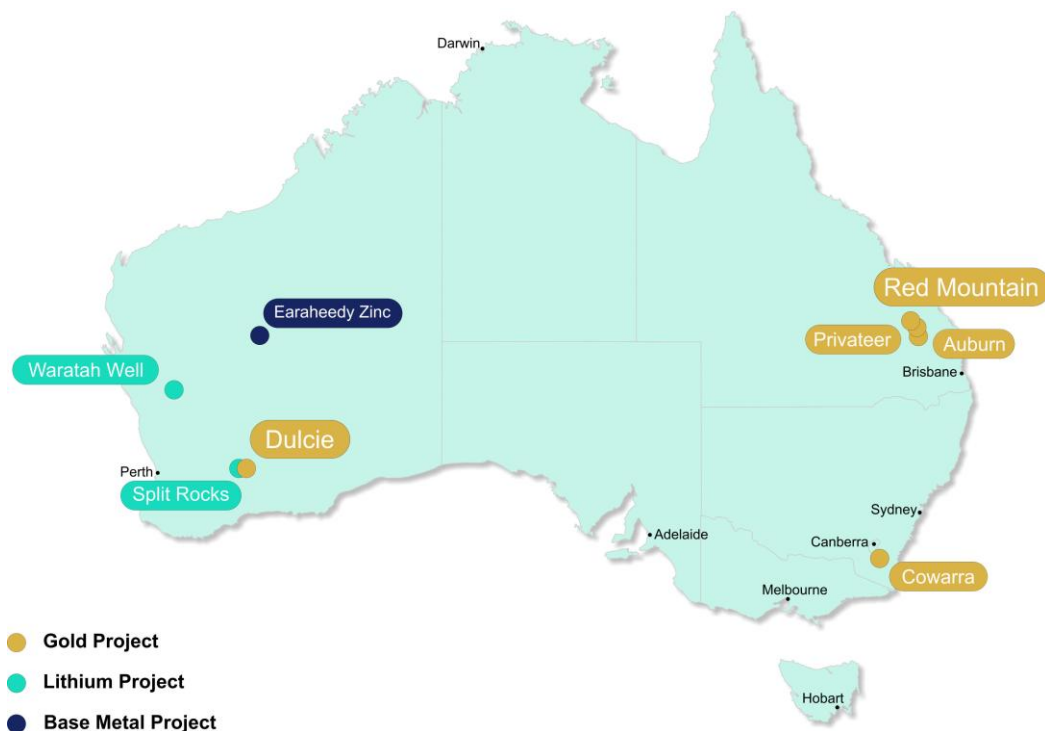 Darwin
Red Mountain
Earaheedy Zinc
Privateer
Auburn
Waratah Well
Brisbane
Dulcie
Perth
Split Rocks
Sydney
Adelaide
Canberra
Cowarra
Melbourne
Gold Project
Lithium Project
Hobart
Base Metal Project